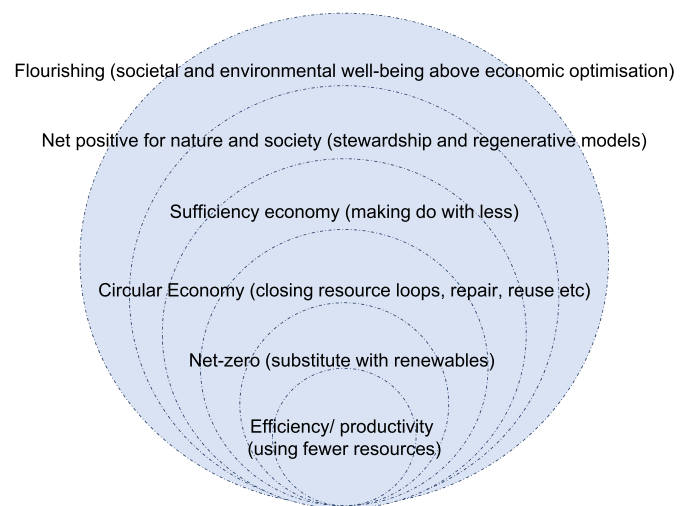 Flourishing (societal and environmental well-being above economic optimisation)
Net positive for nature and society (stewardship and regenerative models)
Sufficiency economy (making do with less)
Circular Economy (closing resource loops, repair, reuse etc)
Net-zero (substitute with renewables)
Efficiency/ productivity
(using fewer resources)